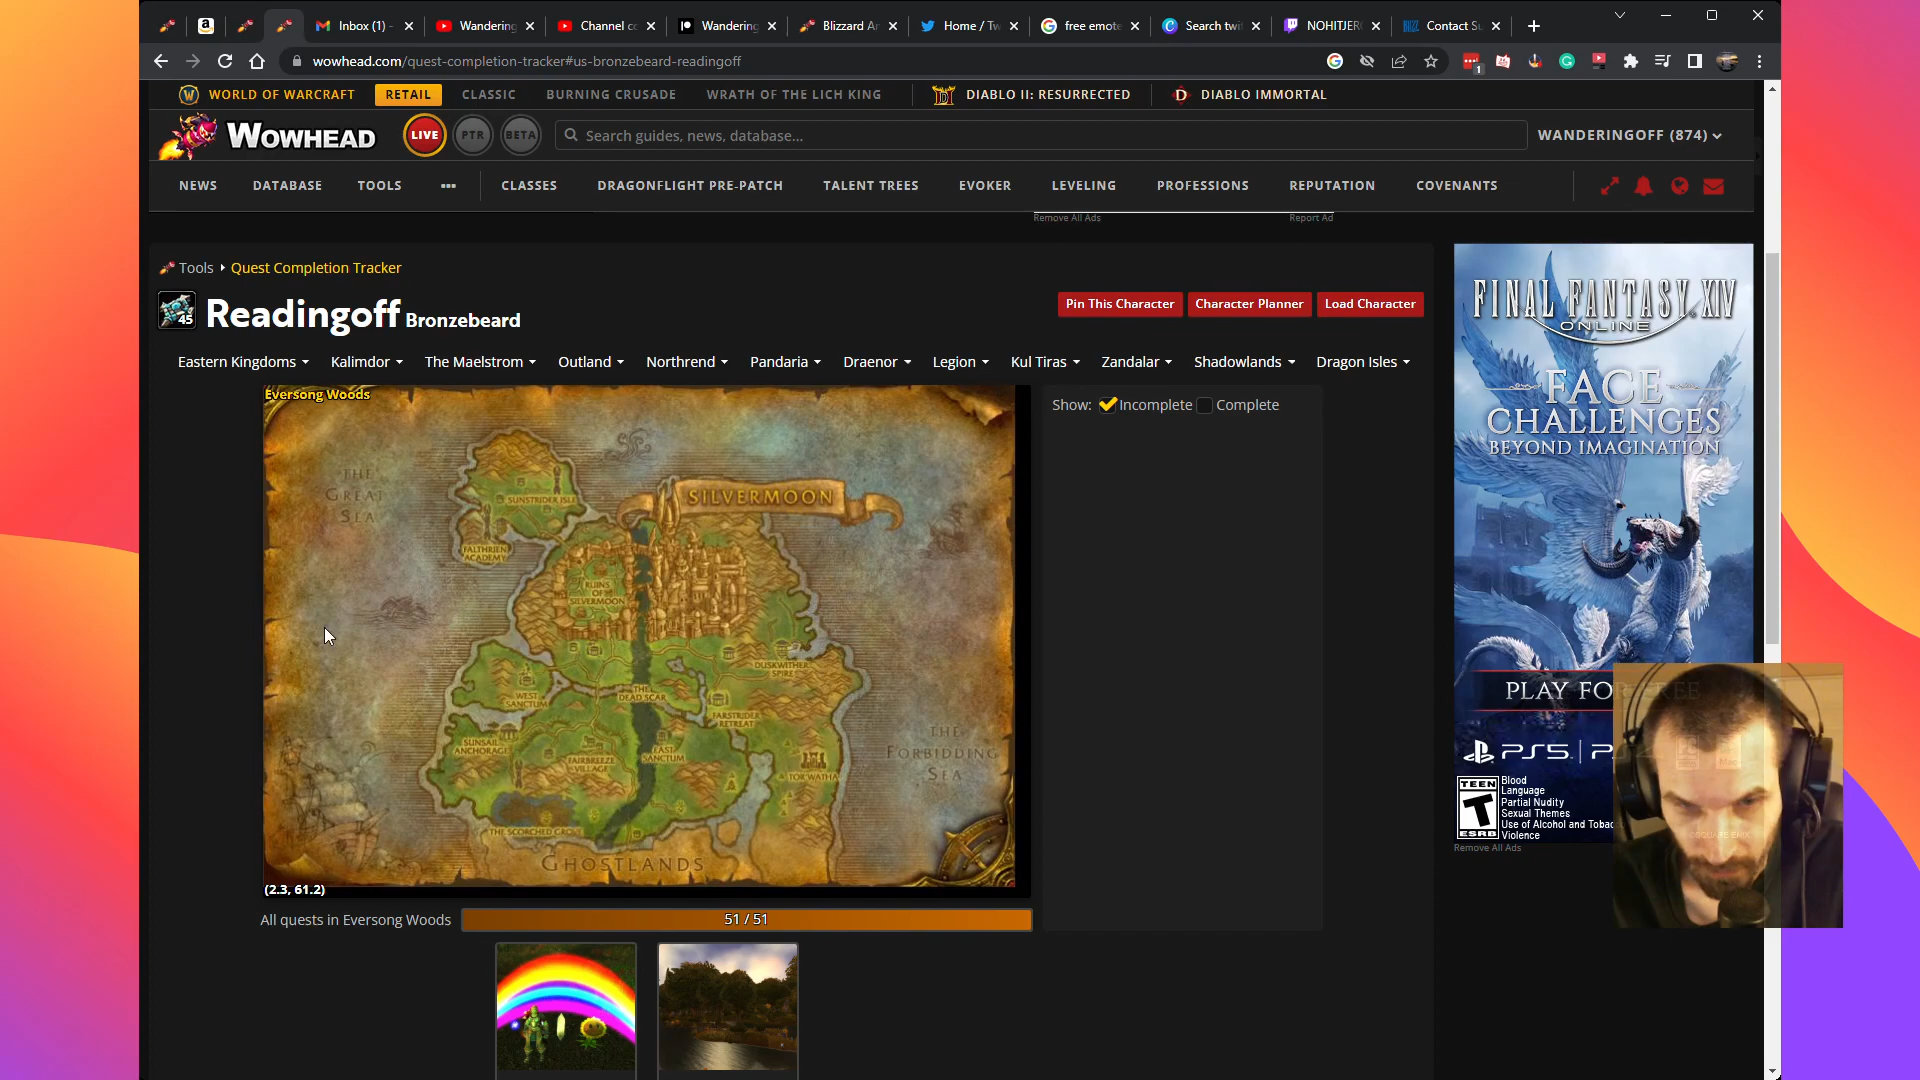 Inbox (1) -
Wandering
Channel cc
Wandering
Blizzard Ar
Home / Tw
free emote
Search twi
NOHITJER
Contact Su
wowhead.com/quest-completion-tracker#us-bronzebeard-readingoff
1
WORLD OF WARCRAFT
RETAIL
CLASSIC
BURNING CRUSADE
WRATH OF THE LICH KING
DIABLO II: RESURRECTED
DIABLO IMMORTAL
WOWHEAD
LIVE
PTR
BETA
Search guides, news, database...
WANDERINGOFF (874)
NEWS
DATABASE
TOOLS
•••
CLASSES
DRAGONFLIGHT PRE-PATCH
TALENT TREES
EVOKER
LEVELING
PROFESSIONS
REPUTATION
COVENANTS
Remove All Ads
Report Ad
Tools
Quest Completion Tracker
45
Readingoff Bronzebeard
Pin This Character
Character Planner
Load Character
Eastern Kingdoms
Kalimdor
The Maelstrom
Outland
Northrend
Pandaria
Draenor
Legion
Kul Tiras
Zandalar
Shadowlands
Dragon Isles
Eversong Woods
THE
GREAT
SEA
SUNSTRIDER ISLE
SILVERMOON
FALTHRIEN
ACADEMY
RUINS
OF
SILVERMOON
DUSKWITHER
SPIRE
WEST
SANCTUM
THE
DEAD SCAR
FARSTRIDER
RETREAT
SUNSAIL
ANCHORAGE
FAIRBREEZE
VILLAGE
EAST
SANCTUM
TOR'WATHA
THE
FORBIDDING
SEA
THE SCORCHED GROVE
GHOSTLANDS
(2.3, 61.2)
Show:
Incomplete
Complete
All quests in Eversong Woods
51 / 51
FINAL FANTASY XIV
ONLINE
FACE
CHALLENGES
BEYOND IMAGINATION
PLAY FOR FREE
PS5
TEEN
T
ESRB
Blood
Language
Partial Nudity
Sexual Themes
Use of Alcohol and Tobac
Violence
Remove All Ads